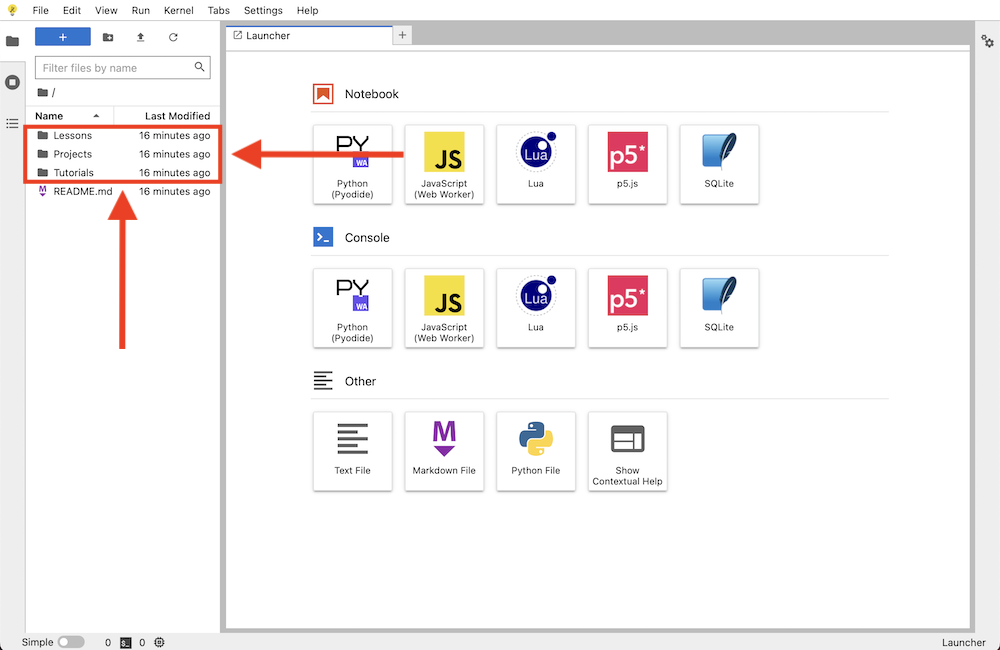 File Edit View Run Kernel Tabs Settings Help
Launcher
+
+
Filter files by name
/
Name Last Modified
Lessons 16 minutes ago
Projects 16 minutes ago
Tutorials 16 minutes ago
README.md 16 minutes ago
Notebook
PY
WA
Python
(Pyodide)
JS
JavaScript
(Web Worker)
Lua
Lua
p5*
p5.js
SQLite
Console
PY
WA
Python
(Pyodide)
JS
JavaScript
(Web Worker)
Lua
Lua
p5*
p5.js
SQLite
Other
Text File
M
Markdown File
Python File
Show
Contextual Help
Simple 0 $_ 0 Launcher